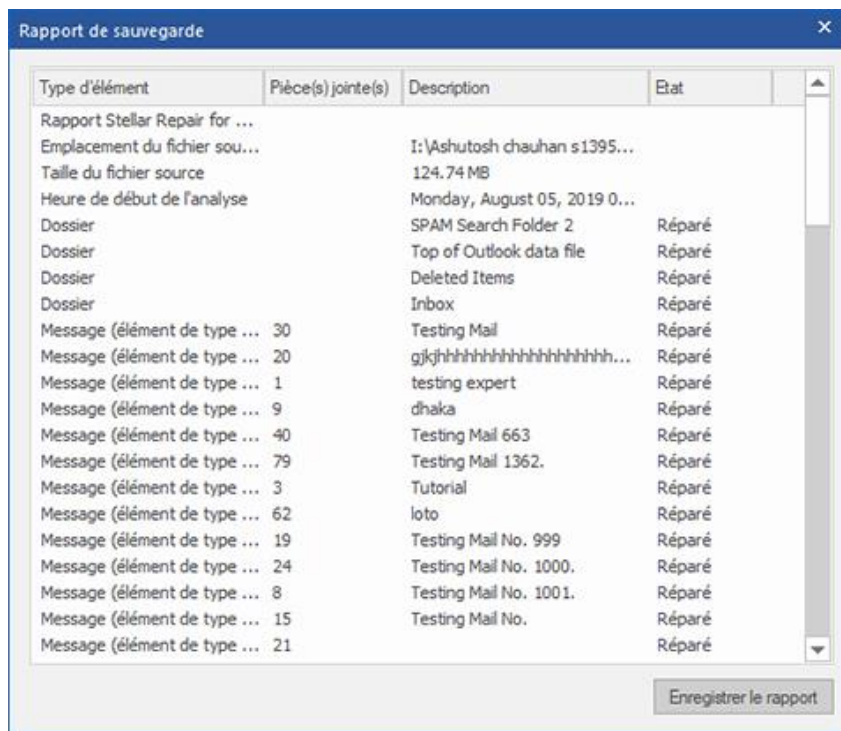 Rapport de sauvegarde
Type d'élément Pièce(s) jointe(s) Description Etat
Rapport Stellar Repair for ...
Emplacement du fichier sou... I:\Ashutosh chauhan s1395...
Taille du fichier source 124.74 MB
Heure de début de l'analyse Monday, August 05, 2019 0...
Dossier SPAM Search Folder 2 Réparé
Dossier Top of Outlook data file Réparé
Dossier Deleted Items Réparé
Dossier Inbox Réparé
Message (élément de type ... 30 Testing Mail Réparé
Message (élément de type ... 20 gjkjhhhhhhhhhhhhhhhhhhh... Réparé
Message (élément de type ... 1 testing expert Réparé
Message (élément de type ... 9 dhaka Réparé
Message (élément de type ... 40 Testing Mail 663 Réparé
Message (élément de type ... 79 Testing Mail 1362. Réparé
Message (élément de type ... 3 Tutorial Réparé
Message (élément de type ... 62 loto Réparé
Message (élément de type ... 19 Testing Mail No. 999 Réparé
Message (élément de type ... 24 Testing Mail No. 1000. Réparé
Message (élément de type ... 8 Testing Mail No. 1001. Réparé
Message (élément de type ... 15 Testing Mail No. Réparé
Message (élément de type ... 21 Réparé
Enregistrer le rapport